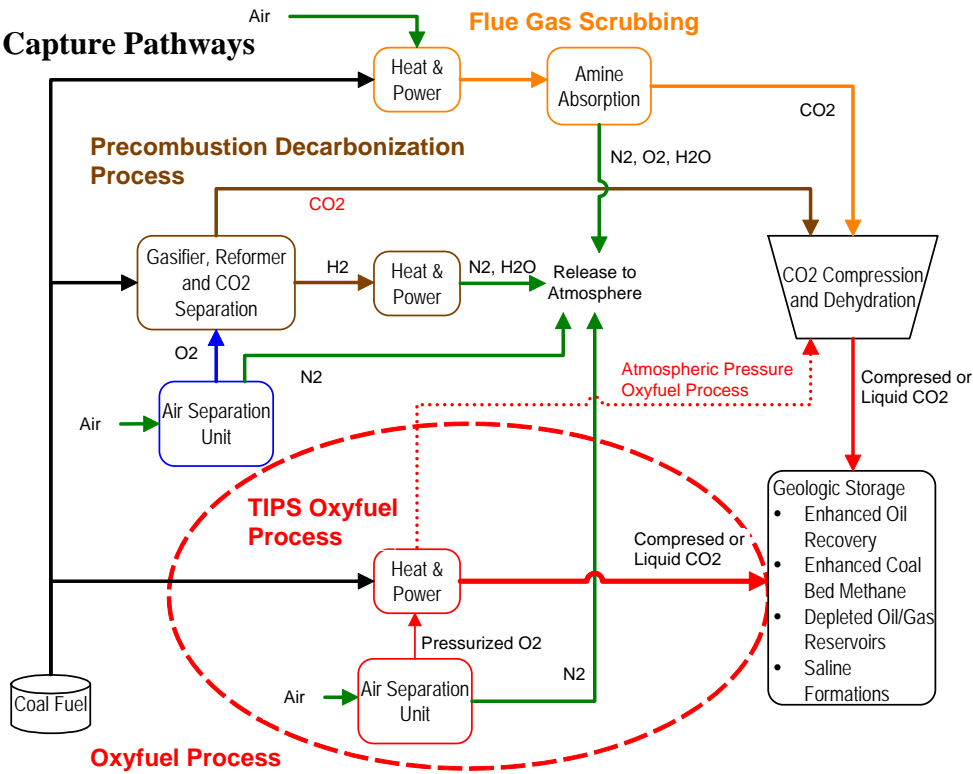 Air
Flue Gas Scrubbing
Capture Pathways
Heat &
Power
Amine
Absorption
CO2
Precombustion Decarbonization
Process
N2, O2, H2O
CO2
Gasifier, Reformer
and CO2
Separation
H2
Heat &
Power
N2, H2O
Release to
Atmosphere
CO2 Compression
and Dehydration
O2
N2
Atmospheric Pressure
Oxyfuel Process
Compresed or
Liquid CO2
Air
Air Separation
Unit
TIPS Oxyfuel
Process
Geologic Storage
• Enhanced Oil
Recovery
• Enhanced Coal
Bed Methane
• Depleted Oil/Gas
Reservoirs
• Saline
Formations
Compresed or
Liquid CO2
Heat &
Power
Pressurized O2
N2
Air
Air Separation
Unit
Coal Fuel
Oxyfuel Process